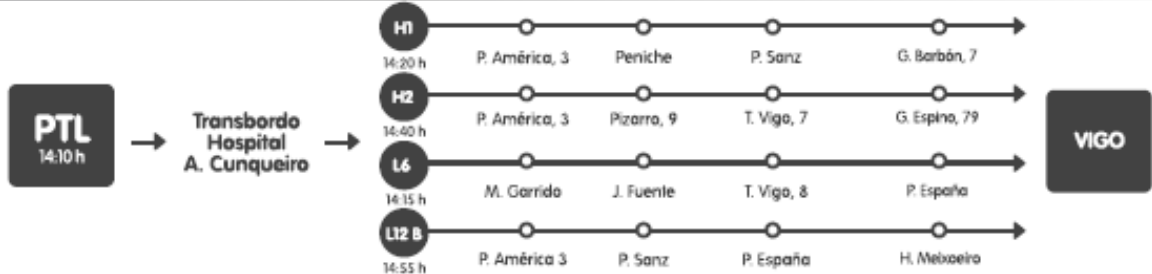 PTL
14:10 h
Transbordo
Hospital
A. Cunqueiro
H1
14:20 h
P. América, 3
Peniche
P. Sanz
G. Barbón, 7
H2
14:40 h
P. América, 3
Pizarro, 9
T. Vigo, 7
G. Espino, 79
L6
14:15 h
M. Garrido
J. Fuente
T. Vigo, 8
P. España
L12 B
14:55 h
P. América 3
P. Sanz
P. España
H. Meixoeiro
VIGO